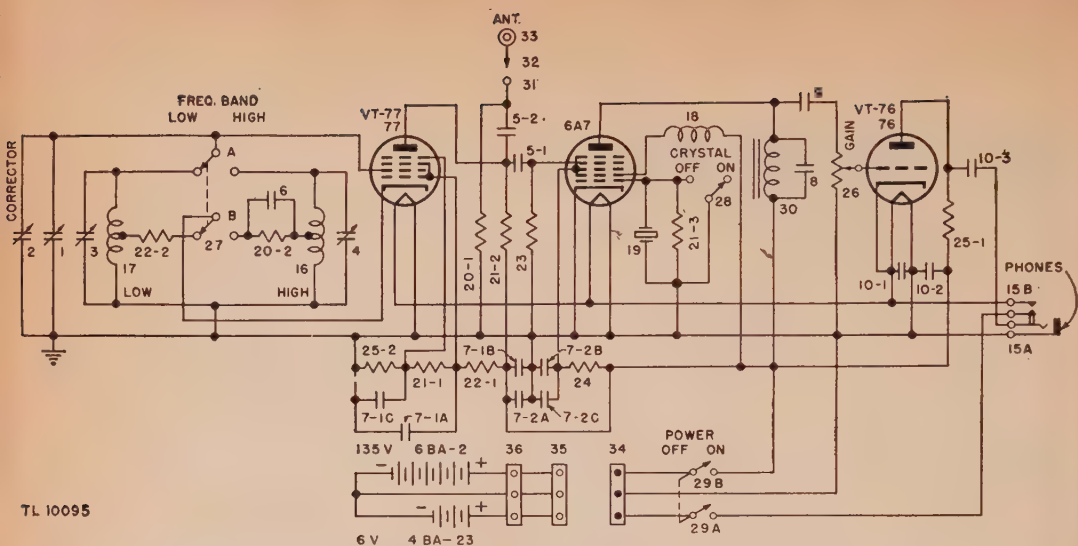 ANT.
33
32
31
FREQ. BAND
LOW HIGH
VT-77
77
5-2
5-1
6A7
18
CRYSTAL
OFF ON
28
GAIN
VT-76
76
10-3
CORRECTOR
A
B
6
27
22-2
20-2
2
1
3
4
17
16
LOW
HIGH
20-1
21-2
23
19
21-3
30
8
26
25-1
10-1
10-2
PHONES
15B
15A
25-2
21-1
22-1
7-1B
7-2B
24
7-1C
7-1A
7-2A
7-2C
135 V 6 BA-2
- +
36
35
34
POWER
OFF ON
29B
29A
- +
6 V 4 BA-23
TL 10095